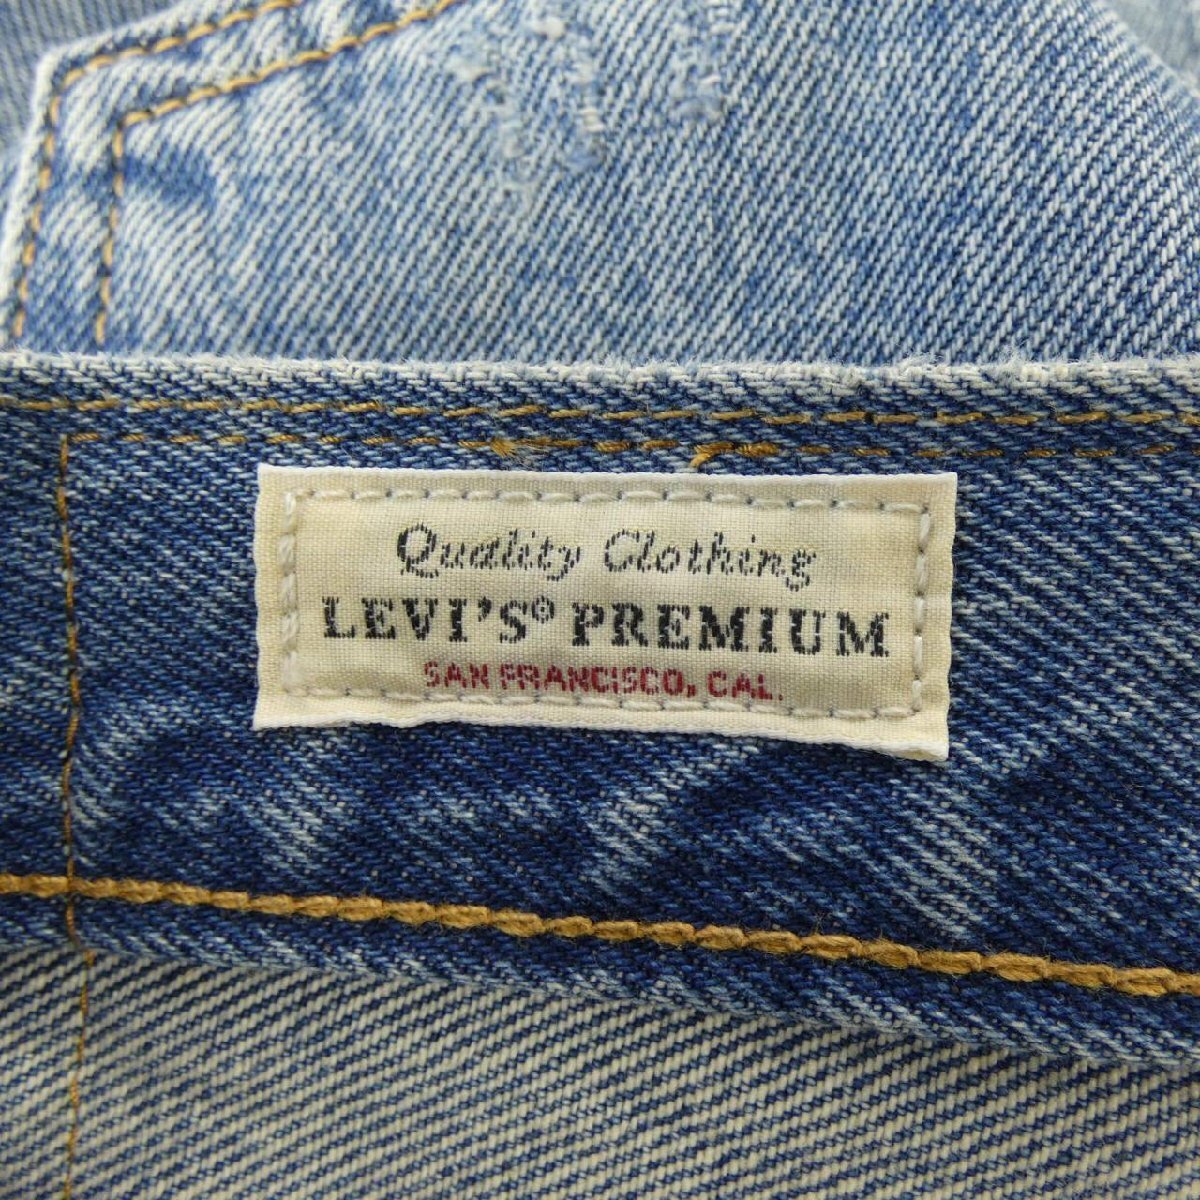 Quality Clothing
LEVI'S® PREMIUM
SAN FRANCISCO, CAL.